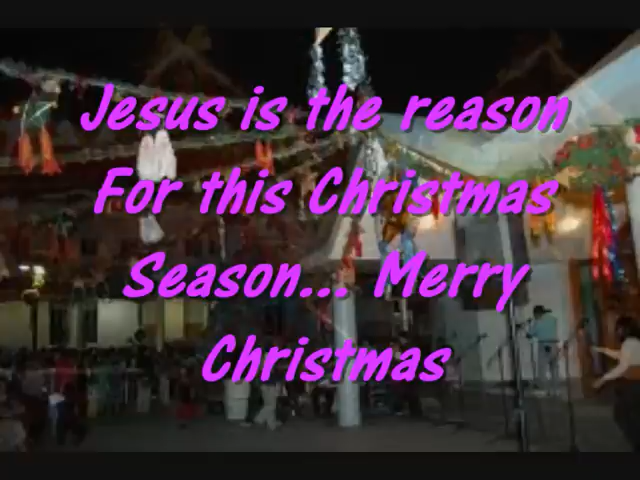 Jesus is the reason
For this Christmas
Season... Merry
Christmas